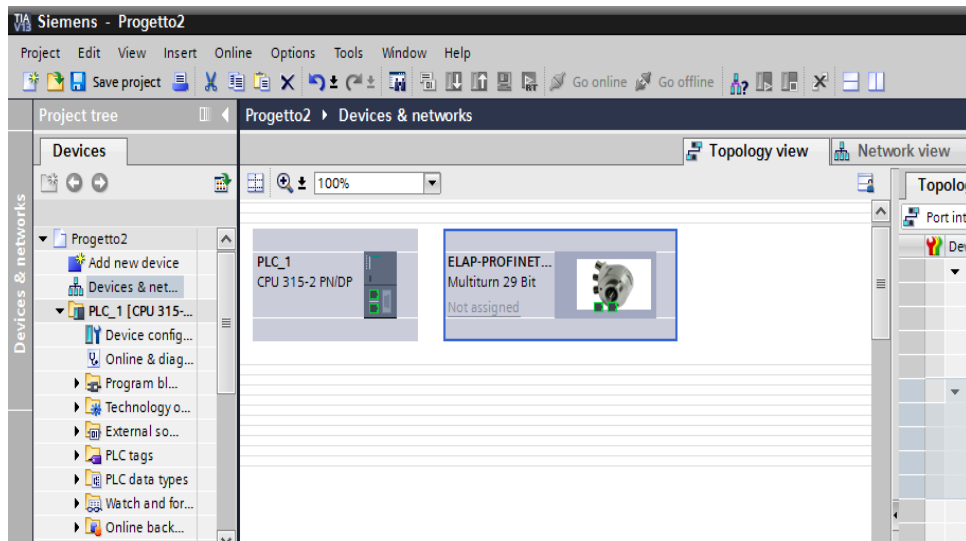 TIA V13 Siemens - Progetto2
Project Edit View Insert Online Options Tools Window Help
Save project Go online Go offline
Project tree
Progetto2 Devices & networks
Devices
Topology view Network view
100%
Topolo
Devices & networks
Port int
Dev
Progetto2
Add new device
Devices & net...
PLC_1 [CPU 315-...
Device config...
Online & diag...
Program bl...
Technology o...
External so...
PLC tags
PLC data types
Watch and for...
Online back...
PLC_1
CPU 315-2 PN/DP
ELAP-PROFINET...
Multiturn 29 Bit
Not assigned